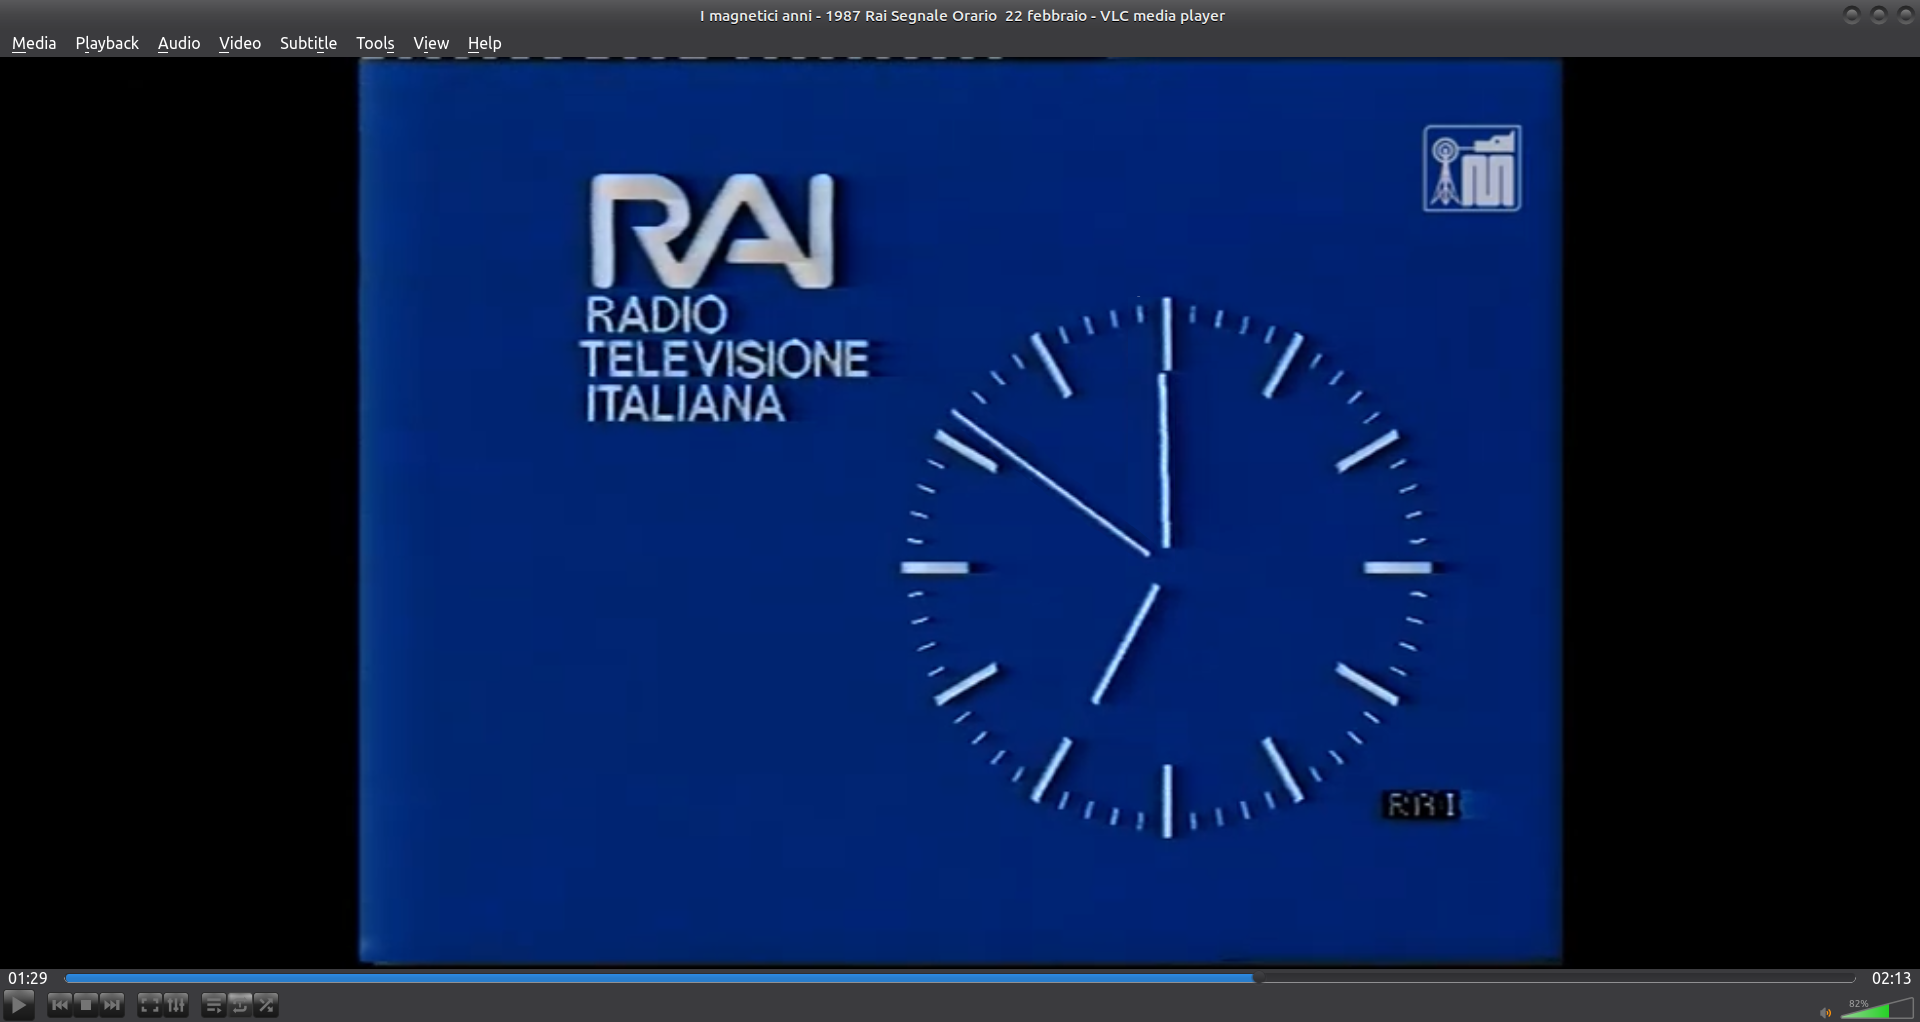 I magnetici anni - 1987 Rai Segnale Orario  22 febbraio - VLC media player
Media Playback Audio Video Subtitle Tools View Help
RAI
RADIO
TELEVISIONE
ITALIANA
01:29
02:13
82%